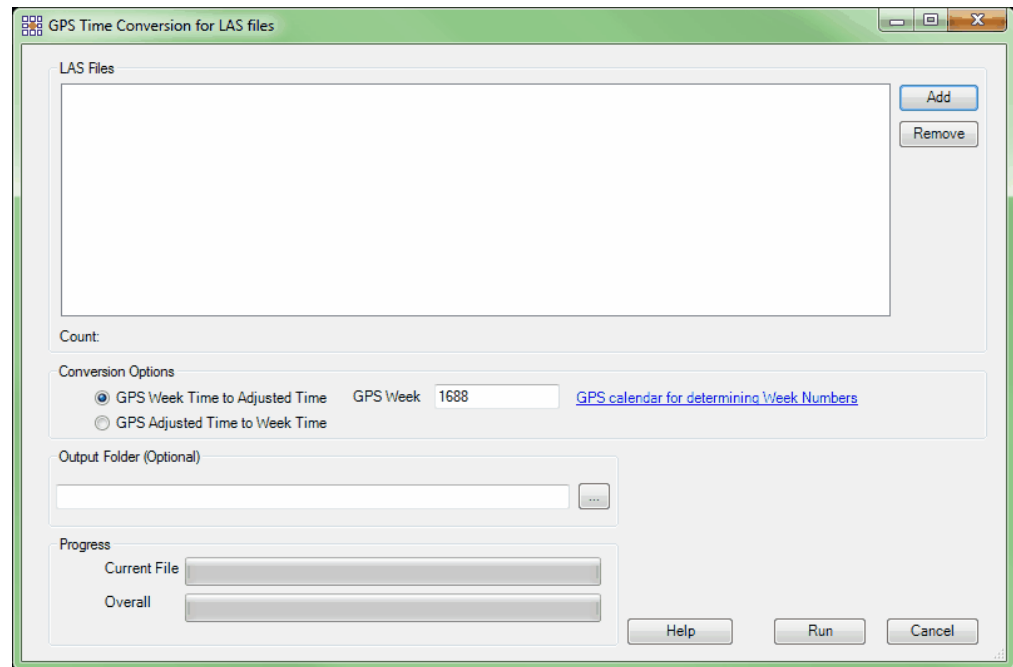 GPS Time Conversion for LAS files
LAS Files
Add
Remove
Count:
Conversion Options
GPS Week Time to Adjusted Time GPS Week 1688 GPS calendar for determining Week Numbers
GPS Adjusted Time to Week Time
Output Folder (Optional)
...
Progress
Current File
Overall
Help Run Cancel